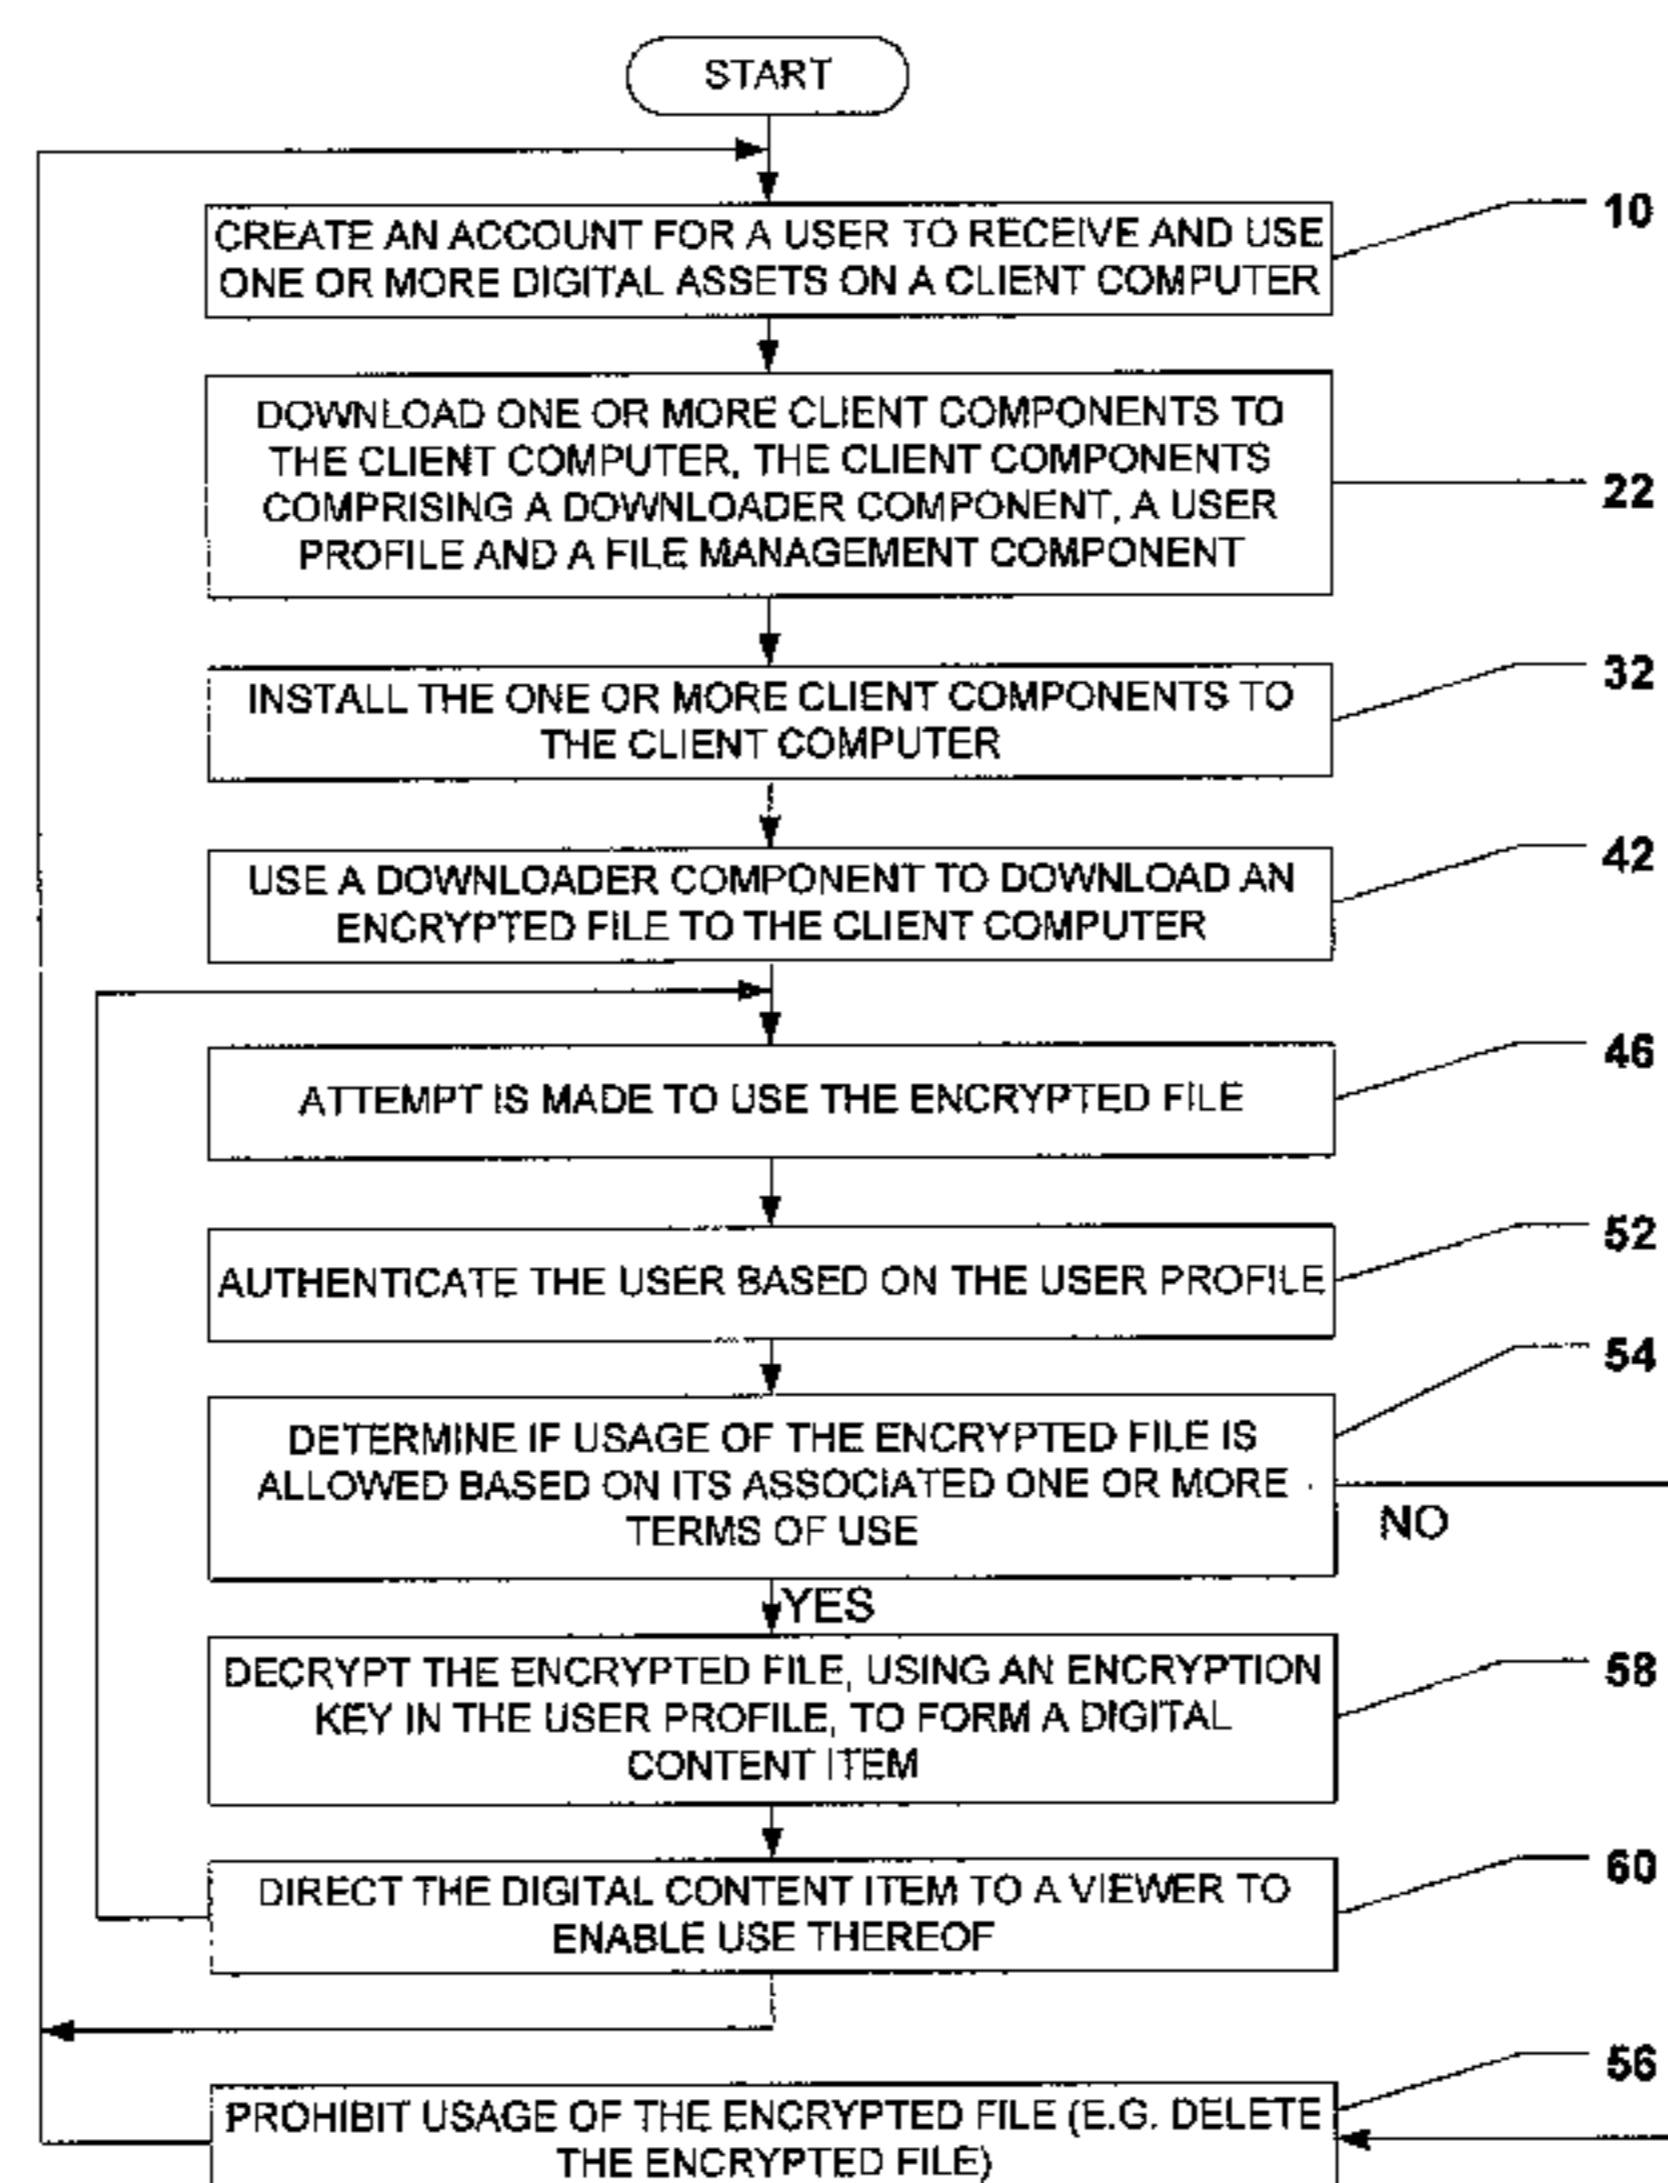 START
CREATE AN ACCOUNT FOR A USER TO RECEIVE AND USE
ONE OR MORE DIGITAL ASSETS ON A CLIENT COMPUTER
10
DOWNLOAD ONE OR MORE CLIENT COMPONENTS TO
THE CLIENT COMPUTER, THE CLIENT COMPONENTS
COMPRISING A DOWNLOADER COMPONENT, A USER
PROFILE AND A FILE MANAGEMENT COMPONENT
22
INSTALL THE ONE OR MORE CLIENT COMPONENTS TO
THE CLIENT COMPUTER
32
USE A DOWNLOADER COMPONENT TO DOWNLOAD AN
ENCRYPTED FILE TO THE CLIENT COMPUTER
42
ATTEMPT IS MADE TO USE THE ENCRYPTED FILE
46
AUTHENTICATE THE USER BASED ON THE USER PROFILE
52
DETERMINE IF USAGE OF THE ENCRYPTED FILE IS
ALLOWED BASED ON ITS ASSOCIATED ONE OR MORE
TERMS OF USE
54
NO
YES
DECRYPT THE ENCRYPTED FILE, USING AN ENCRYPTION
KEY IN THE USER PROFILE, TO FORM A DIGITAL
CONTENT ITEM
58
DIRECT THE DIGITAL CONTENT ITEM TO A VIEWER TO
ENABLE USE THEREOF
60
PROHIBIT USAGE OF THE ENCRYPTED FILE (E.G. DELETE
THE ENCRYPTED FILE)
56